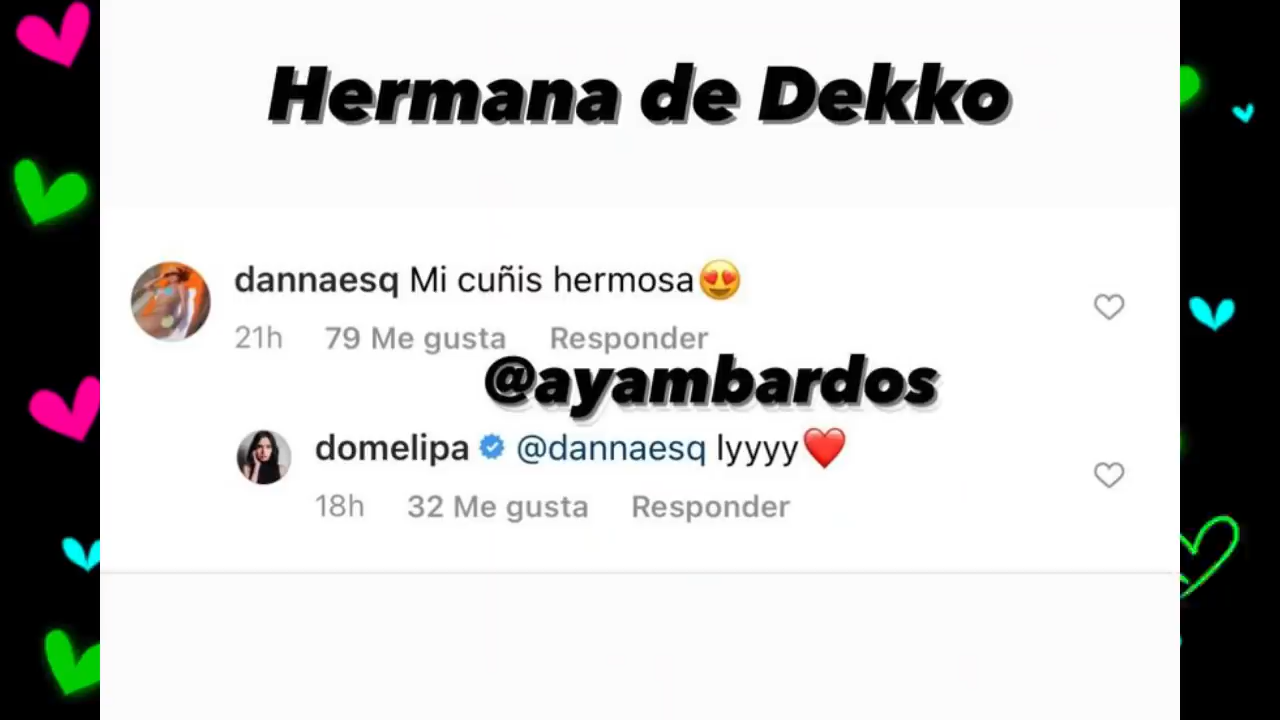 Hermana de Dekko
dannaesq Mi cuñis hermosa😍
21h 79 Me gusta Responder
@ayambardos
domelipa @dannaesq lyyyy❤️
18h 32 Me gusta Responder